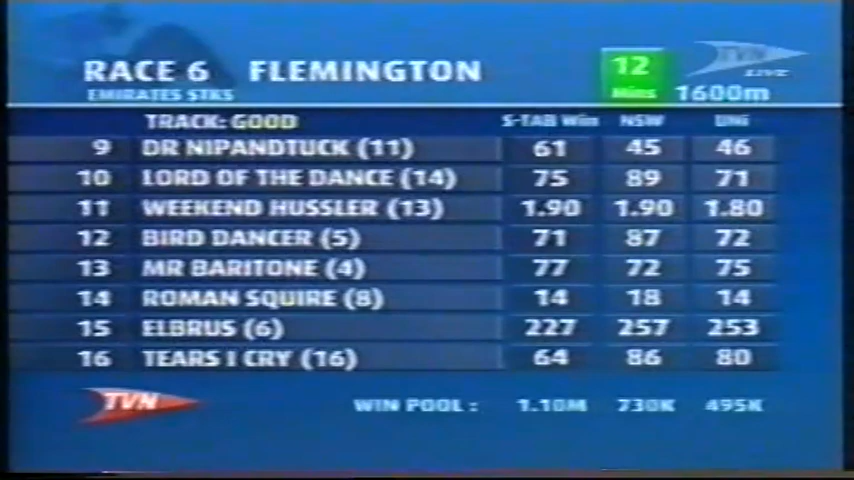 RACE 6 FLEMINGTON 12 TVN
EMIRATES STKS Mins 1600m LIVE
TRACK: GOOD S-TAB Win NSW UNI
9 DR NIPANDTUCK (11) 61 45 46
10 LORD OF THE DANCE (14) 75 89 71
11 WEEKEND HUSSLER (13) 1.90 1.90 1.80
12 BIRD DANCER (5) 71 87 72
13 MR BARITONE (4) 77 72 75
14 ROMAN SQUIRE (8) 14 18 14
15 ELBRUS (6) 227 257 253
16 TEARS I CRY (16) 64 86 80
TVN WIN POOL : 1.10M 730K 495K